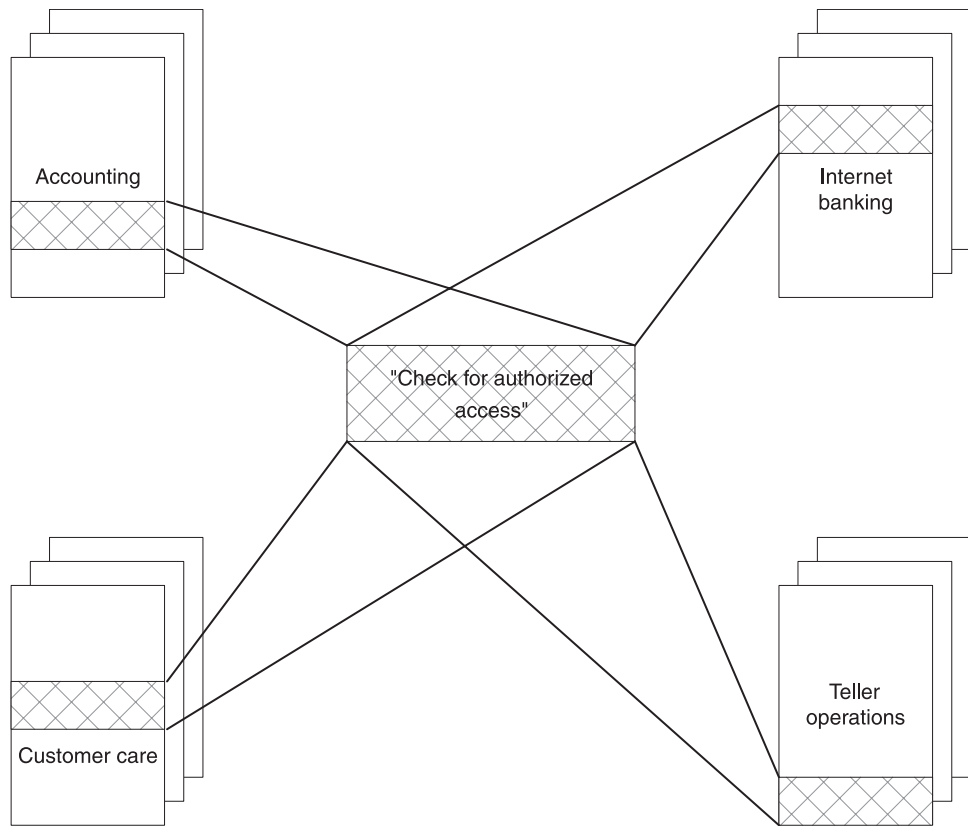 Accounting
Internet
banking
"Check for authorized
access"
Customer care
Teller
operations